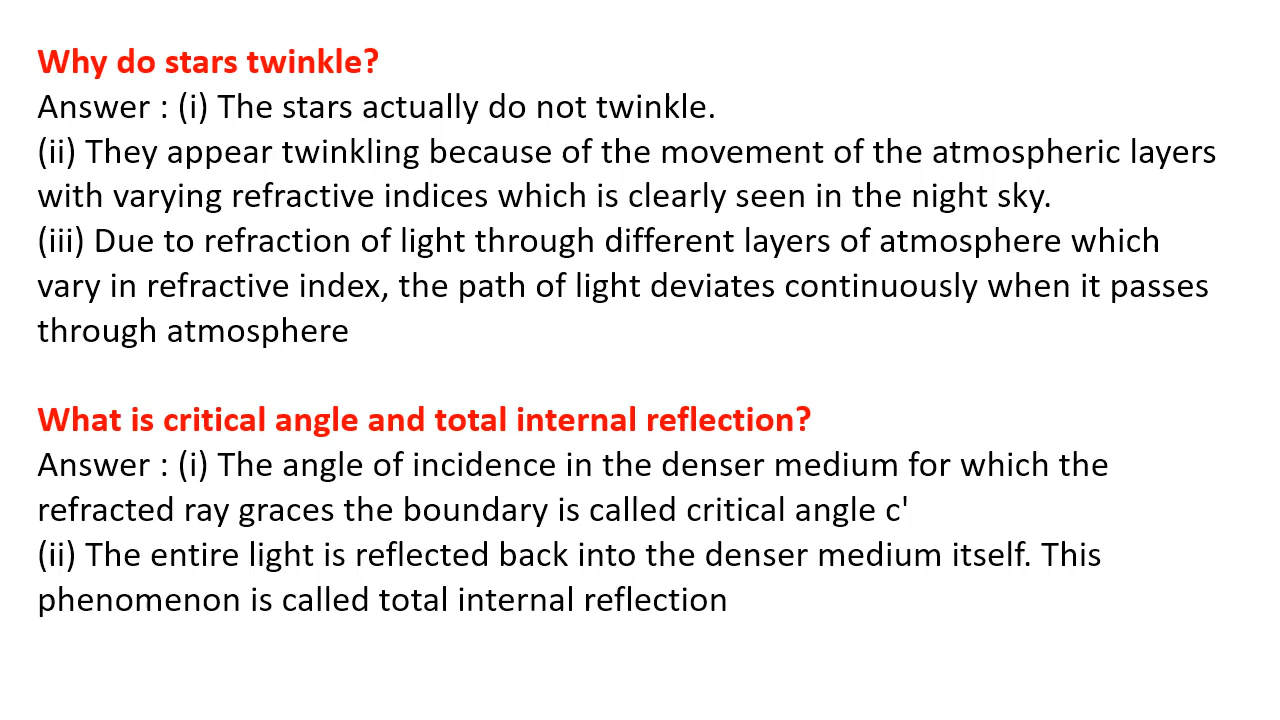 Why do stars twinkle?
Answer : (i) The stars actually do not twinkle.
(ii) They appear twinkling because of the movement of the atmospheric layers
with varying refractive indices which is clearly seen in the night sky.
(iii) Due to refraction of light through different layers of atmosphere which
vary in refractive index, the path of light deviates continuously when it passes
through atmosphere
What is critical angle and total internal reflection?
Answer : (i) The angle of incidence in the denser medium for which the
refracted ray graces the boundary is called critical angle c'
(ii) The entire light is reflected back into the denser medium itself. This
phenomenon is called total internal reflection